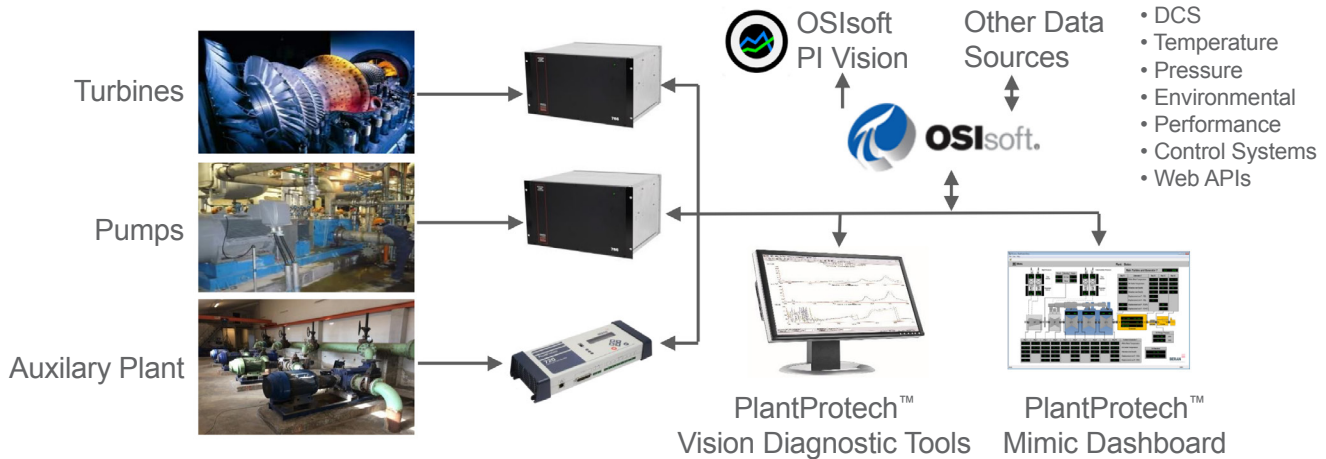 Turbines
Pumps
Auxilary Plant
OSIsoft
PI Vision
Other Data
Sources
OSIsoft.
• DCS
• Temperature
• Pressure
• Environmental
• Performance
• Control Systems
• Web APIs
PlantProtech™
Vision Diagnostic Tools
PlantProtech™
Mimic Dashboard